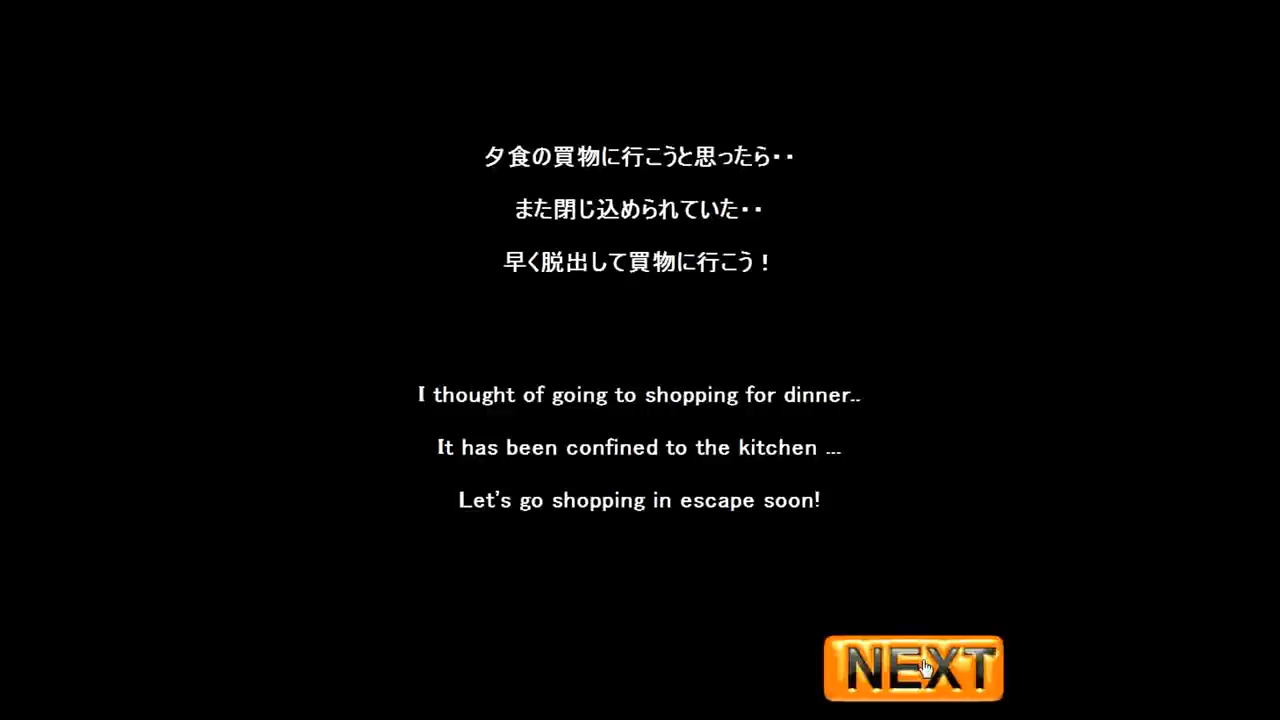 夕食の買物に行こうと思ったら・・
また閉じ込められていた・・
早く脱出して買物に行こう！
I thought of going to shopping for dinner..
It has been confined to the kitchen ...
Let's go shopping in escape soon!
NEXT